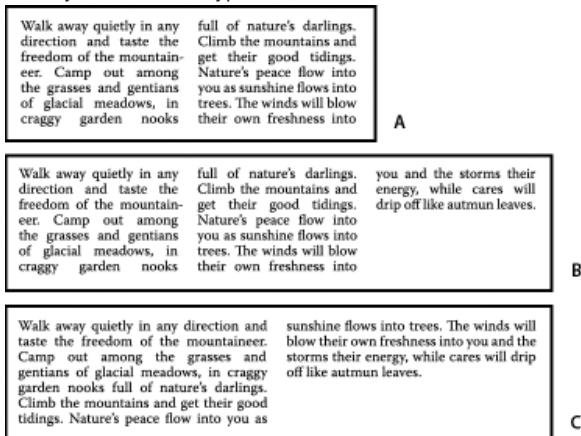 Walk away quietly in any
direction and taste the
freedom of the mountain-
eer. Camp out among
the grasses and gentians
of glacial meadows, in
craggy garden nooks
full of nature's darlings.
Climb the mountains and
get their good tidings.
Nature's peace flow into
you as sunshine flows into
trees. The winds will blow
their own freshness into
A
Walk away quietly in any
direction and taste the
freedom of the mountain-
eer. Camp out among
the grasses and gentians
of glacial meadows, in
craggy garden nooks
full of nature's darlings.
Climb the mountains and
get their good tidings.
Nature's peace flow into
you as sunshine flows into
trees. The winds will blow
their own freshness into
you and the storms their
energy, while cares will
drip off like autmun leaves.
B
Walk away quietly in any direction and
taste the freedom of the mountaineer.
Camp out among the grasses and
gentians of glacial meadows, in craggy
garden nooks full of nature's darlings.
Climb the mountains and get their good
tidings. Nature's peace flow into you as
sunshine flows into trees. The winds will
blow their own freshness into you and the
storms their energy, while cares will drip
off like autmun leaves.
C